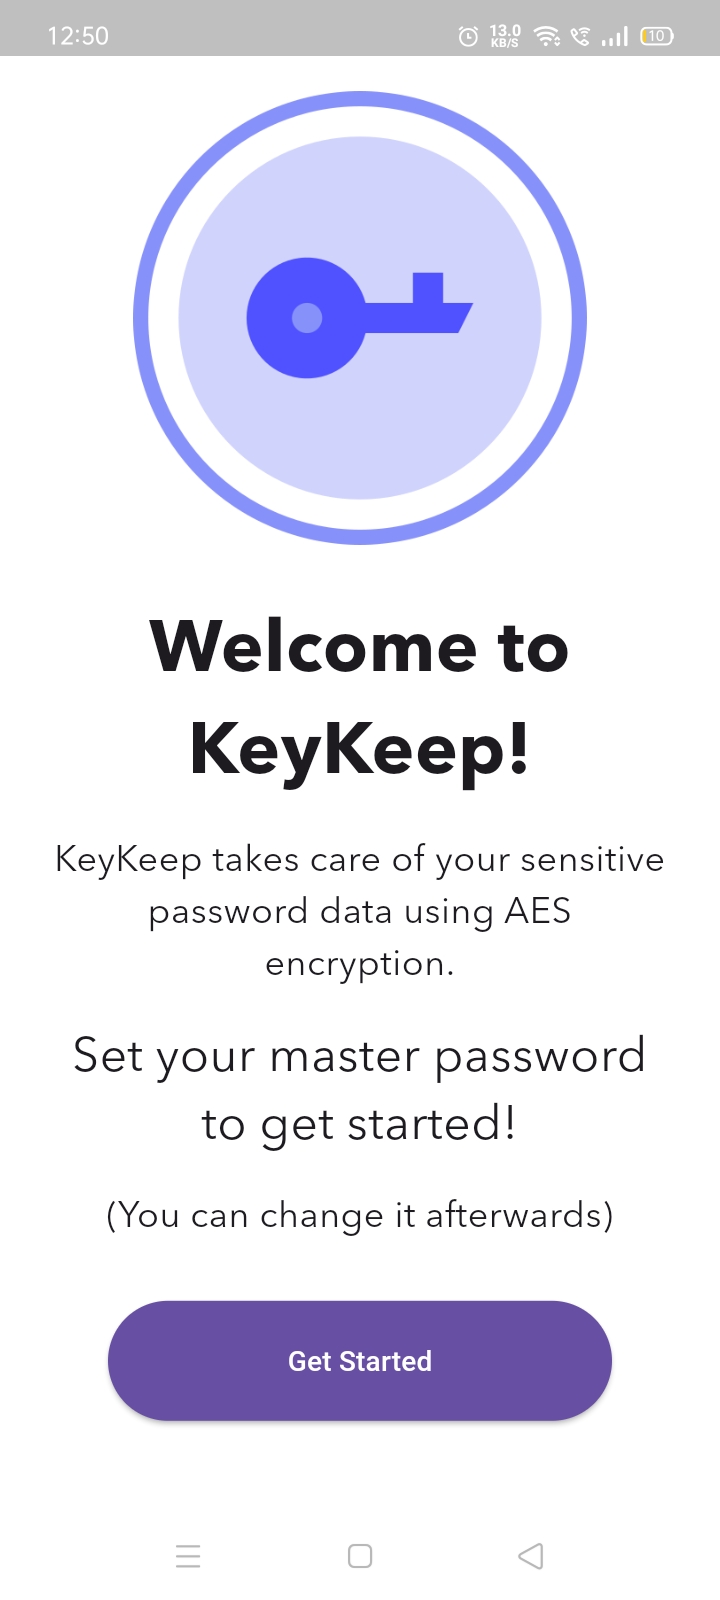 12:50
13.0
KB/S
10
Welcome to
KeyKeep!
KeyKeep takes care of your sensitive
password data using AES
encryption.
Set your master password
to get started!
(You can change it afterwards)
Get Started